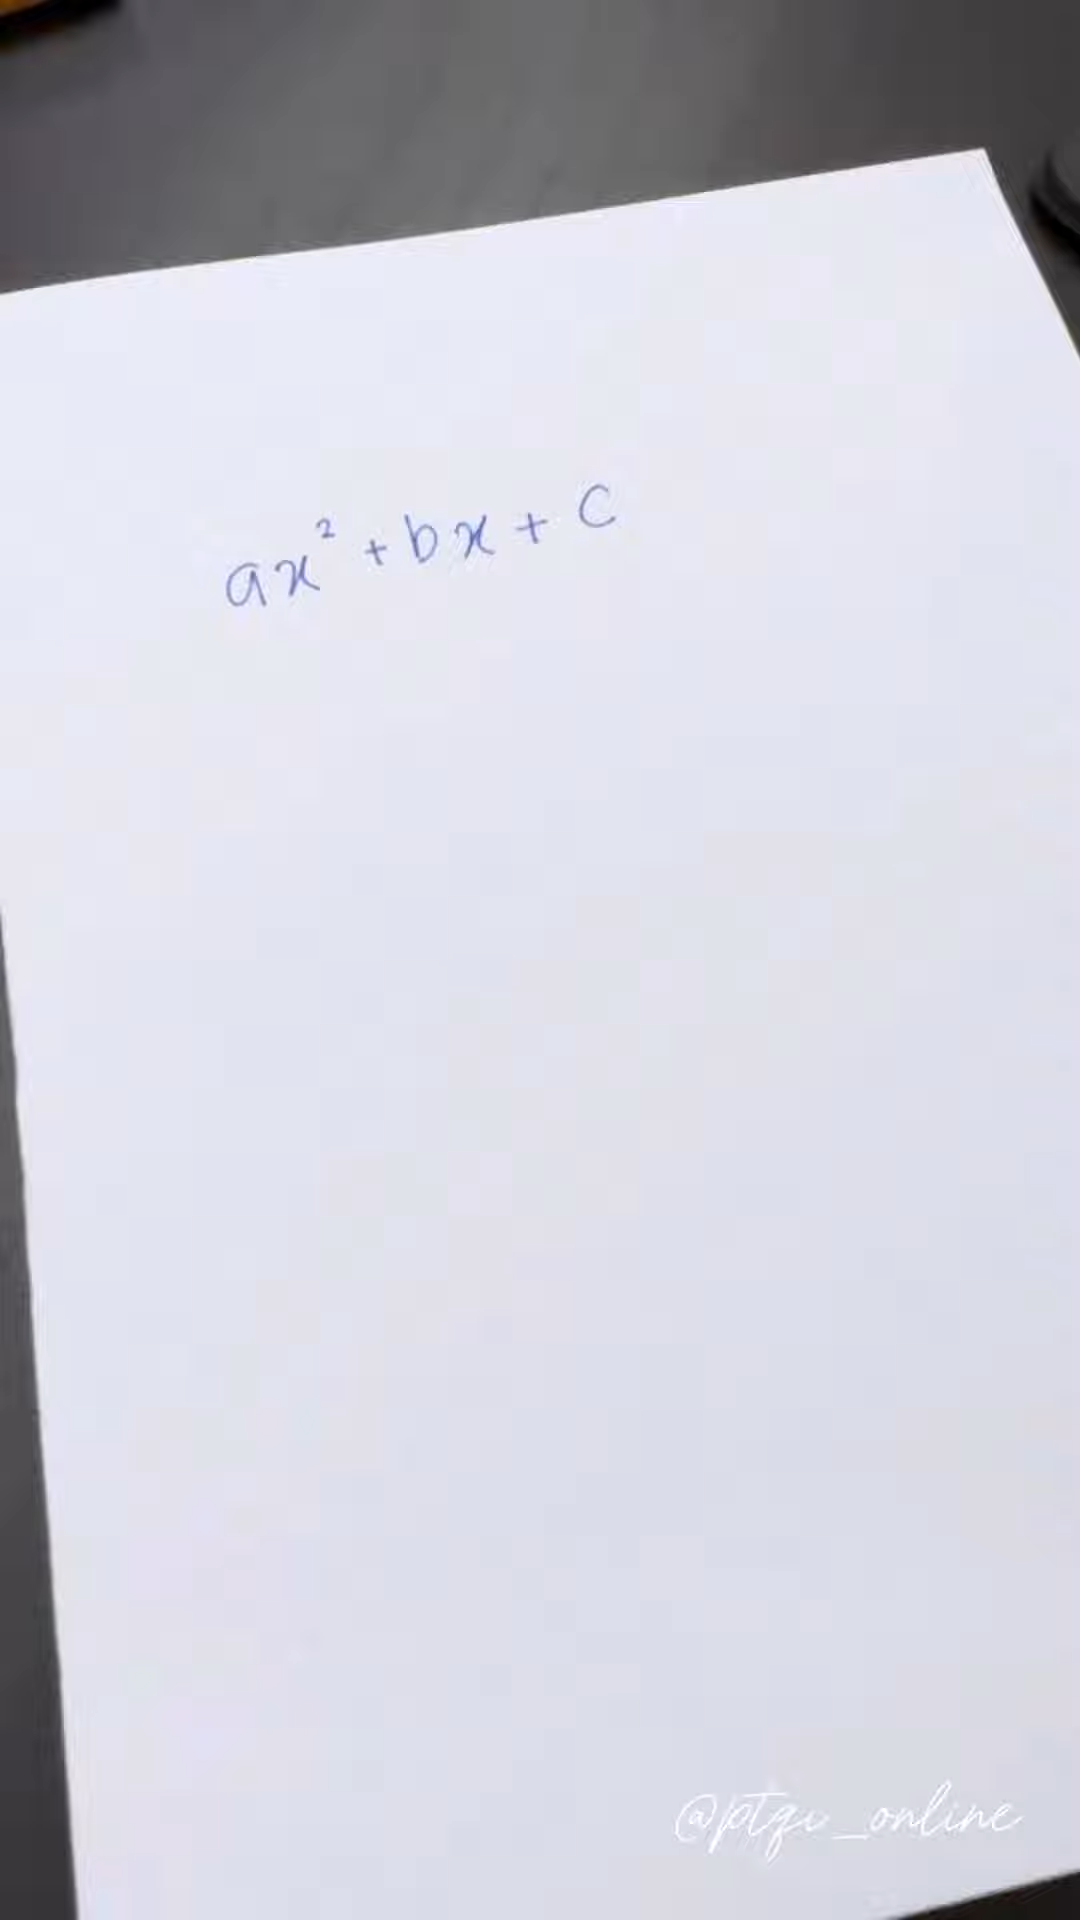 ax² + bx + c
@ptqi_online